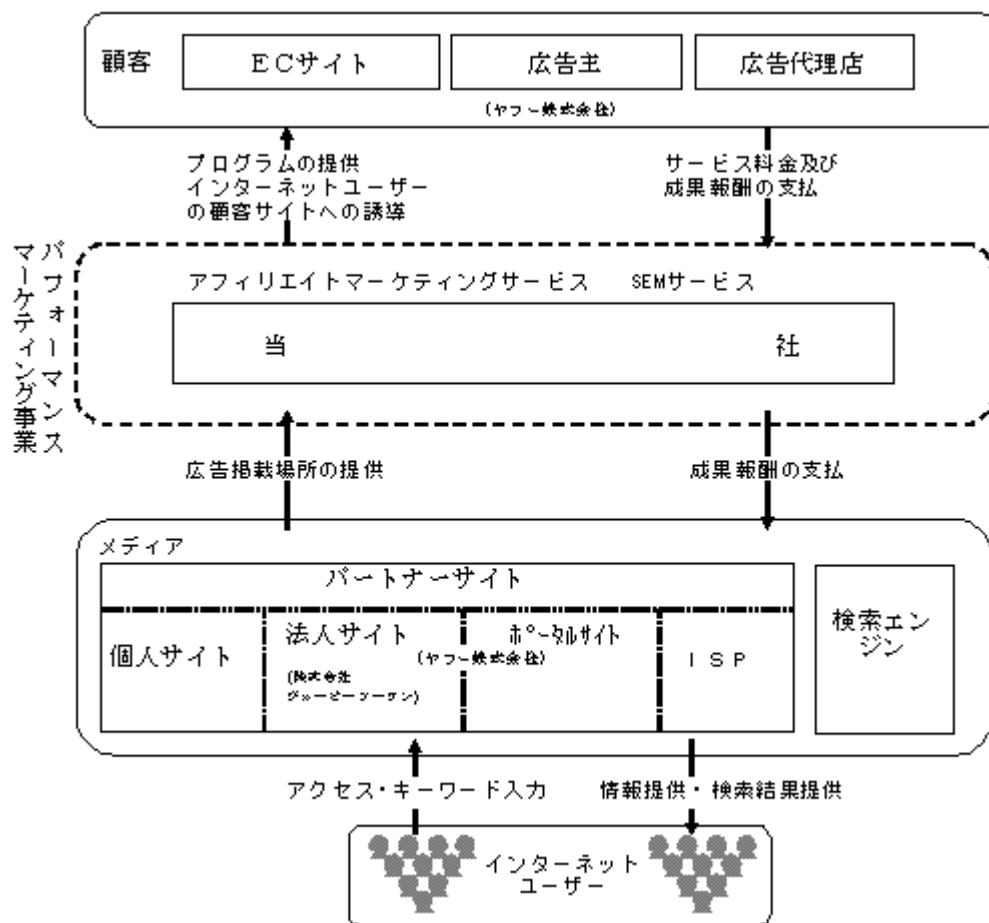 顧客
ECサイト
広告主
広告代理店
(ヤフー株式会社)
プログラムの提供
インターネットユーザー
の顧客サイトへの誘導
サービス料金及び
成果報酬の支払
パフォーマンス
マーケティング事業
アフィリエイトマーケティングサービス SEMサービス
当 社
広告掲載場所の提供
成果報酬の支払
メディア
パートナーサイト
個人サイト
法人サイト
ポータルサイト
(ヤフー株式会社)
(株式会社
ISP
検索エン
ジン
アクセス・キーワード入力
情報提供・検索結果提供
インターネット
ユーザー